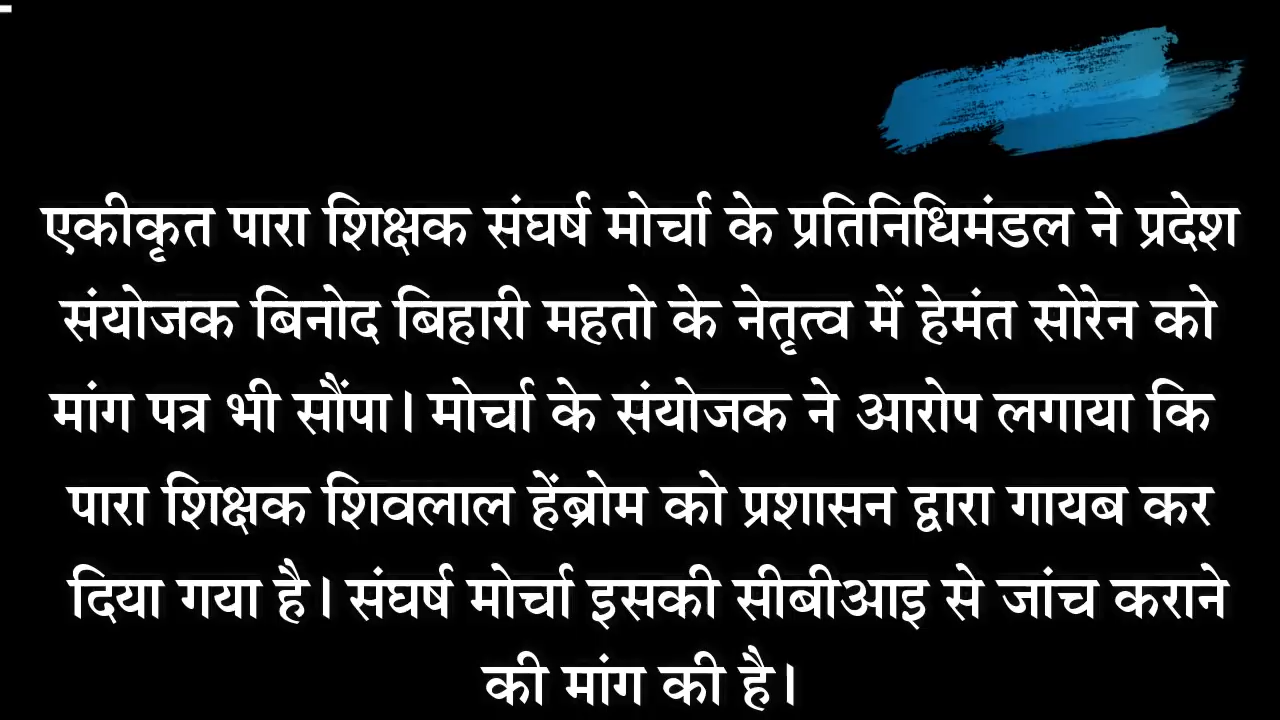 एकीकृत पारा शिक्षक संघर्ष मोर्चा के प्रतिनिधिमंडल ने प्रदेश
संयोजक बिनोद बिहारी महतो के नेतृत्व में हेमंत सोरेन को
मांग पत्र भी सौंपा। मोर्चा के संयोजक ने आरोप लगाया कि
पारा शिक्षक शिवलाल हेंब्रोम को प्रशासन द्वारा गायब कर
दिया गया है। संघर्ष मोर्चा इसकी सीबीआइ से जांच कराने
की मांग की है।